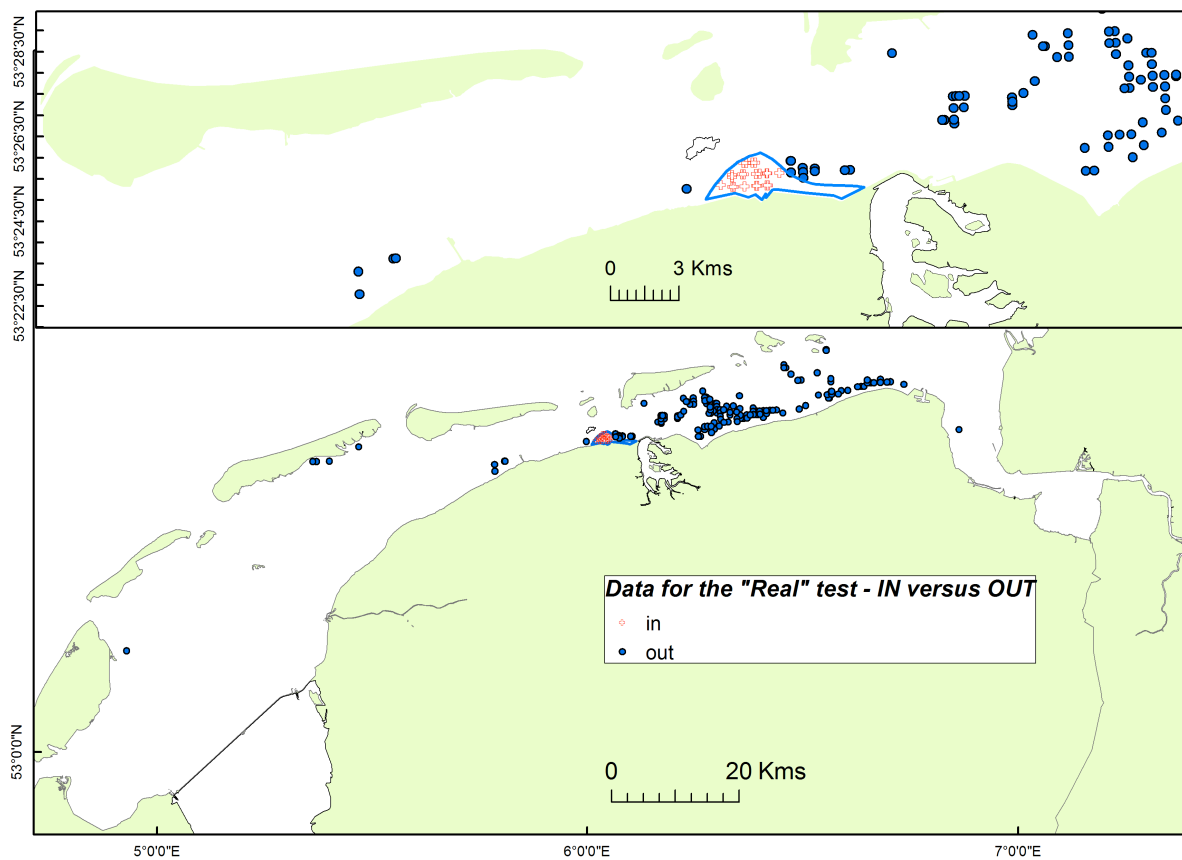 53°28'30"N
53°26'30"N
53°24'30"N
53°22'30"N
0 3 Kms
53°0'0"N
Data for the "Real" test - IN versus OUT
in
out
0 20 Kms
5°0'0"E 6°0'0"E 7°0'0"E